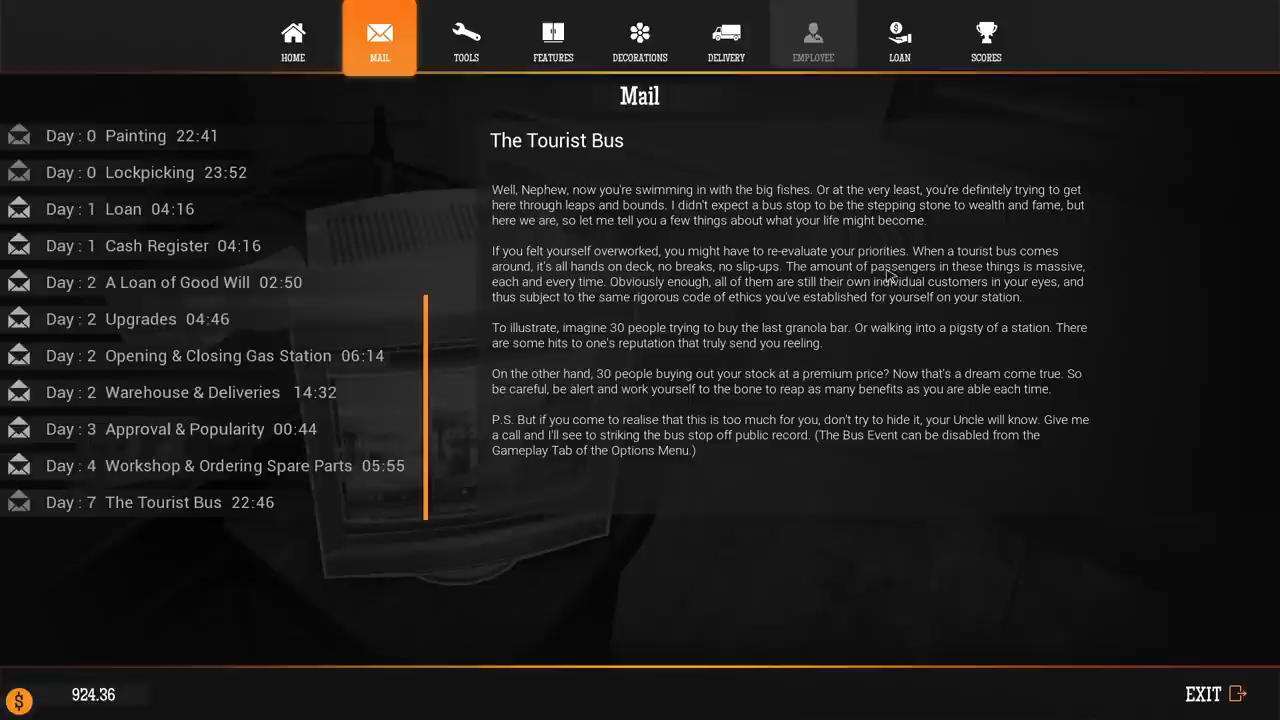 HOME
MAIL
TOOLS
FEATURES
DECORATIONS
DELIVERY
EMPLOYEE
LOAN
SCORES
Mail
Day : 0 Painting 22:41
Day : 0 Lockpicking 23:52
Day : 1 Loan 04:16
Day : 1 Cash Register 04:16
Day : 2 A Loan of Good Will 02:50
Day : 2 Upgrades 04:46
Day : 2 Opening & Closing Gas Station 06:14
Day : 2 Warehouse & Deliveries 14:32
Day : 3 Approval & Popularity 00:44
Day : 4 Workshop & Ordering Spare Parts 05:55
Day : 7 The Tourist Bus 22:46
The Tourist Bus
Well, Nephew, now you're swimming in with the big fishes. Or at the very least, you're definitely trying to get
here through leaps and bounds. I didn't expect a bus stop to be the stepping stone to wealth and fame, but
here we are, so let me tell you a few things about what your life might become.
If you felt yourself overworked, you might have to re-evaluate your priorities. When a tourist bus comes
around, it's all hands on deck, no breaks, no slip-ups. The amount of passengers in these things is massive,
each and every time. Obviously enough, all of them are still their own individual customers in your eyes, and
thus subject to the same rigorous code of ethics you've established for yourself on your station.
To illustrate, imagine 30 people trying to buy the last granola bar. Or walking into a pigsty of a station. There
are some hits to one's reputation that truly send you reeling.
On the other hand, 30 people buying out your stock at a premium price? Now that's a dream come true. So
be careful, be alert and work yourself to the bone to reap as many benefits as you are able each time.
P.S. But if you come to realise that this is too much for you, don't try to hide it, your Uncle will know. Give me
a call and I'll see to striking the bus stop off public record. (The Bus Event can be disabled from the
Gameplay Tab of the Options Menu.)
$ 924.36
EXIT